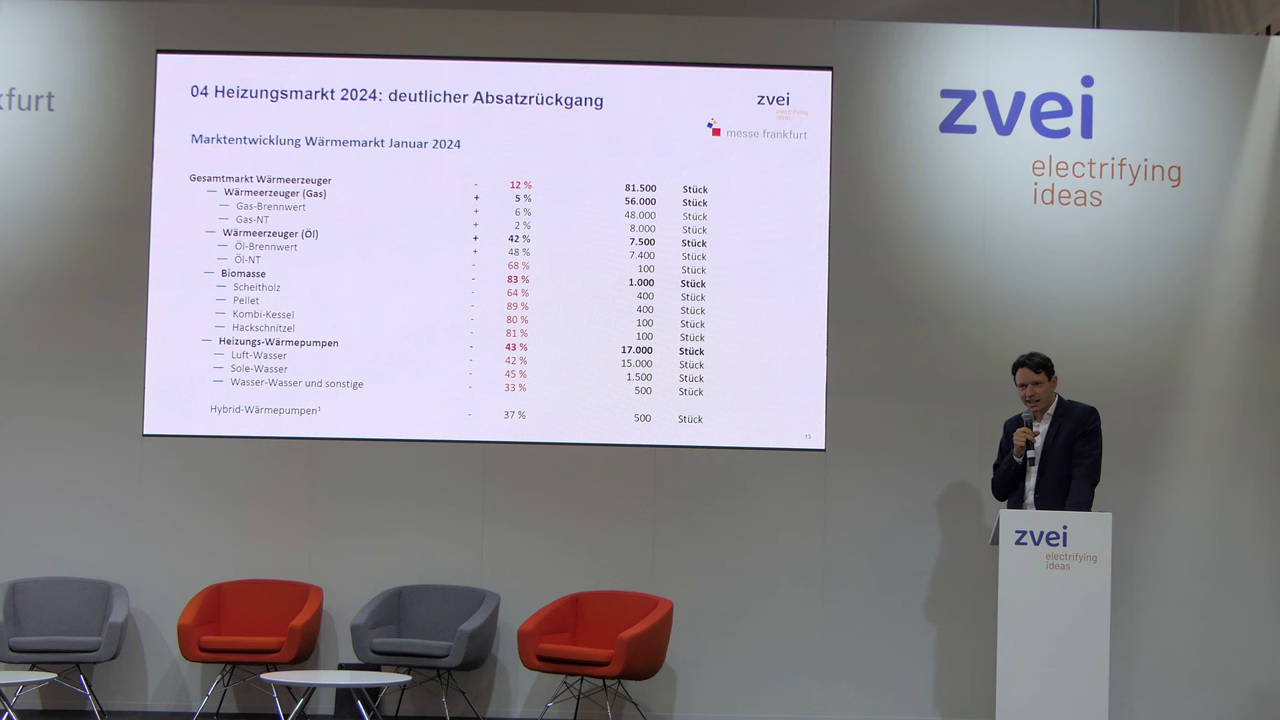 kfurt
04 Heizungsmarkt 2024: deutlicher Absatzrückgang
zvei
electrifying
ideas
messe frankfurt
Marktentwicklung Wärmemarkt Januar 2024
Gesamtmarkt Wärmeerzeuger - 12 % 81.500 Stück
— Wärmeerzeuger (Gas) + 5 % 56.000 Stück
— Gas-Brennwert + 6 % 48.000 Stück
— Gas-NT + 2 % 8.000 Stück
— Wärmeerzeuger (Öl) + 42 % 7.500 Stück
— Öl-Brennwert + 48 % 7.400 Stück
— Öl-NT - 68 % 100 Stück
— Biomasse - 83 % 1.000 Stück
— Scheitholz - 64 % 400 Stück
— Pellet - 89 % 400 Stück
— Kombi-Kessel - 80 % 100 Stück
— Hackschnitzel - 81 % 100 Stück
— Heizungs-Wärmepumpen - 43 % 17.000 Stück
— Luft-Wasser - 42 % 15.000 Stück
— Sole-Wasser - 45 % 1.500 Stück
— Wasser-Wasser und sonstige - 33 % 500 Stück
Hybrid-Wärmepumpen¹ - 37 % 500 Stück
13
zvei
electrifying
ideas
zvei
electrifying
ideas